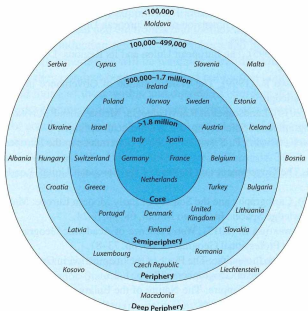 <100,000
Moldova
100,000–499,000
Serbia Cyprus Slovenia Malta
500,000–1.7 million
Ireland
Poland Norway Sweden Estonia
>1.8 million
Ukraine Israel Austria Iceland
Italy Spain
Albania Hungary Switzerland Germany France Belgium Bosnia
Netherlands
Croatia Greece Turkey Bulgaria
Core
Portugal Denmark United Kingdom Lithuania
Latvia Finland Slovakia
Semiperiphery
Luxembourg Romania
Czech Republic
Kosovo Periphery Liechtenstein
Macedonia
Deep Periphery